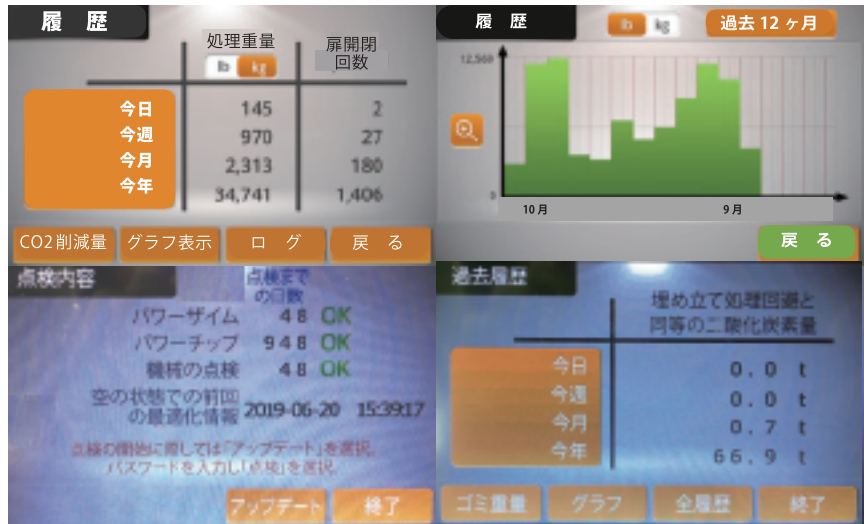 履 歴
処理重量
扉開閉
回数
lb kg
今日 145 2
今週 970 27
今月 2,313 180
今年 34,741 1,406
CO2削減量 グラフ表示 ロ グ 戻 る
履 歴
lb kg
過去12ヶ月
12,560
0
10月 9月
戻 る
点検内容
点検まで
の日数
パワーザイム 48 OK
パワーチップ 948 OK
機械の点検 48 OK
空の状態での前回
の最適化情報 2019-06-20 15:39:17
点検の開始に際しては「アップデート」を選択、
パスワードを入力し「点検」を選択。
アップデート 終了
過去履歴
埋め立て処理回避と
同等の二酸化炭素量
今日 0.0 t
今週 0.0 t
今月 0.7 t
今年 66.9 t
ゴミ重量 グラフ 全履歴 終了